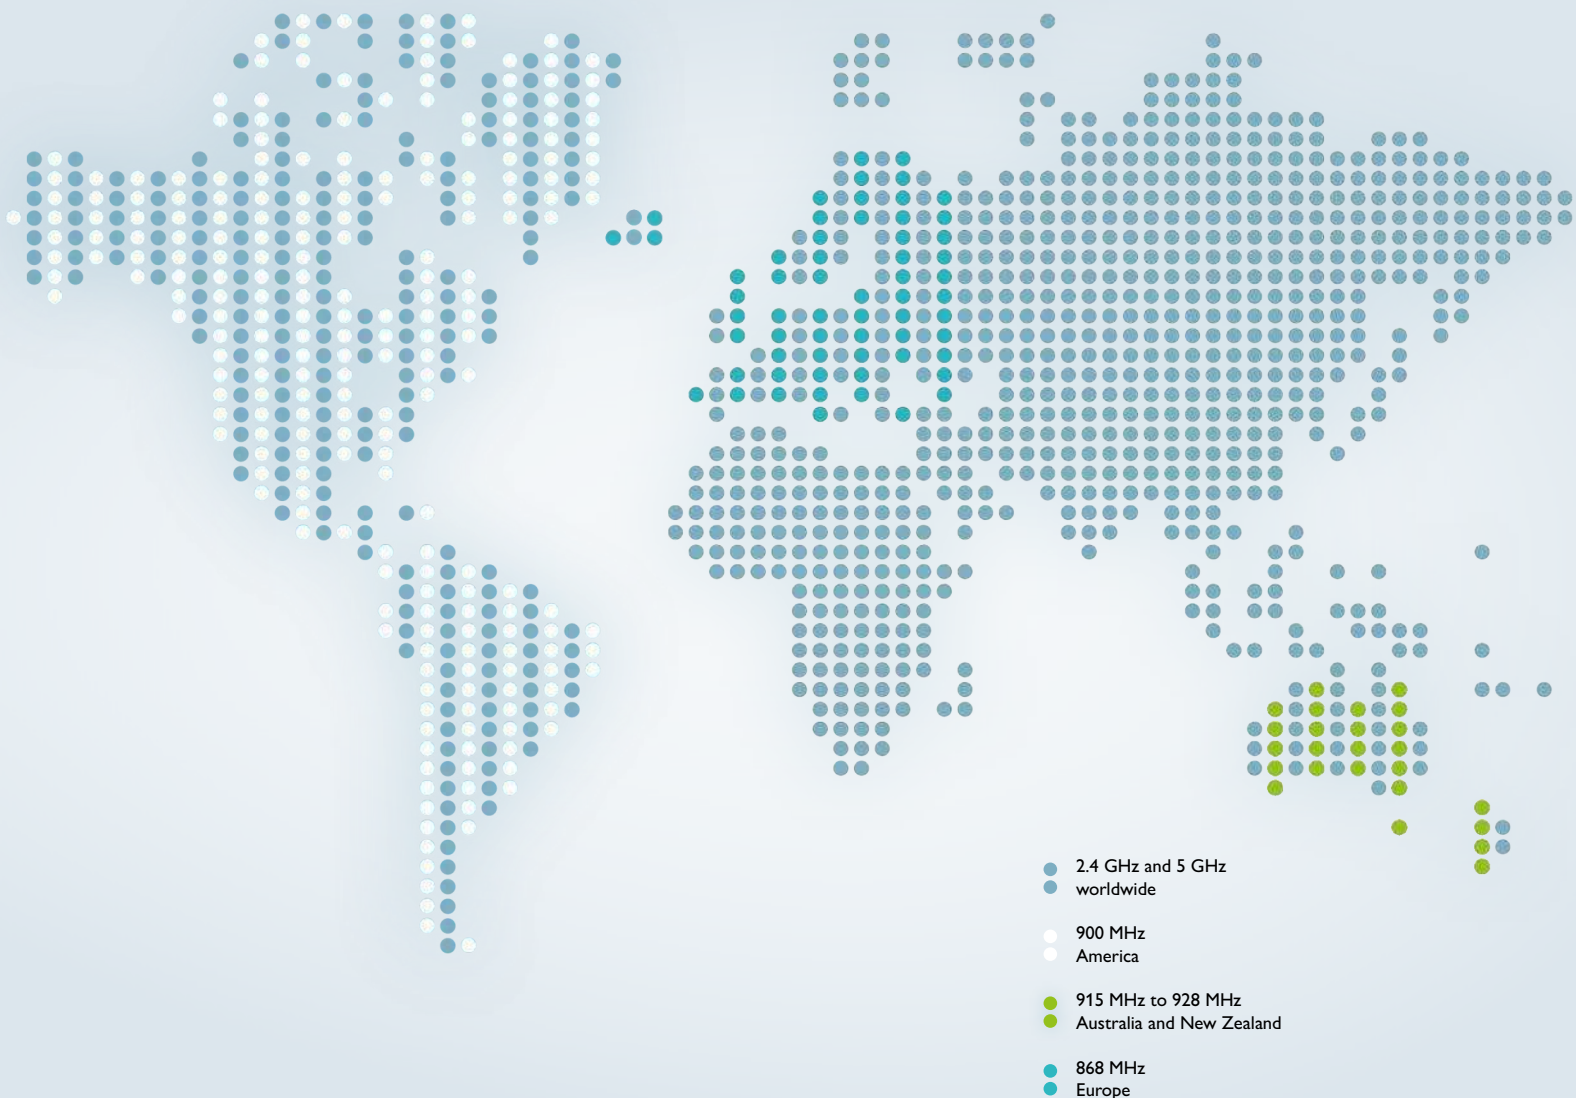 2.4 GHz and 5 GHz
worldwide
900 MHz
America
915 MHz to 928 MHz
Australia and New Zealand
868 MHz
Europe